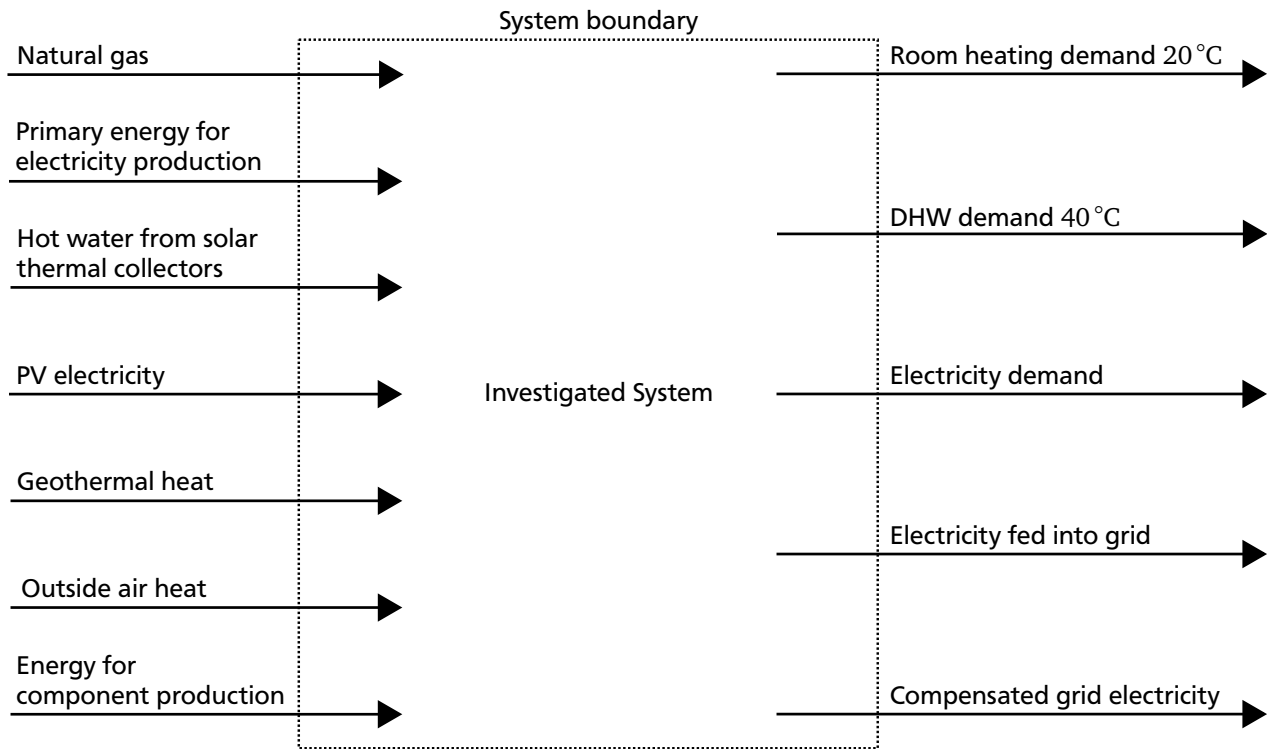 System boundary
Natural gas
Primary energy for
electricity production
Hot water from solar
thermal collectors
PV electricity
Geothermal heat
Outside air heat
Energy for
component production
Investigated System
Room heating demand 20 °C
DHW demand 40 °C
Electricity demand
Electricity fed into grid
Compensated grid electricity